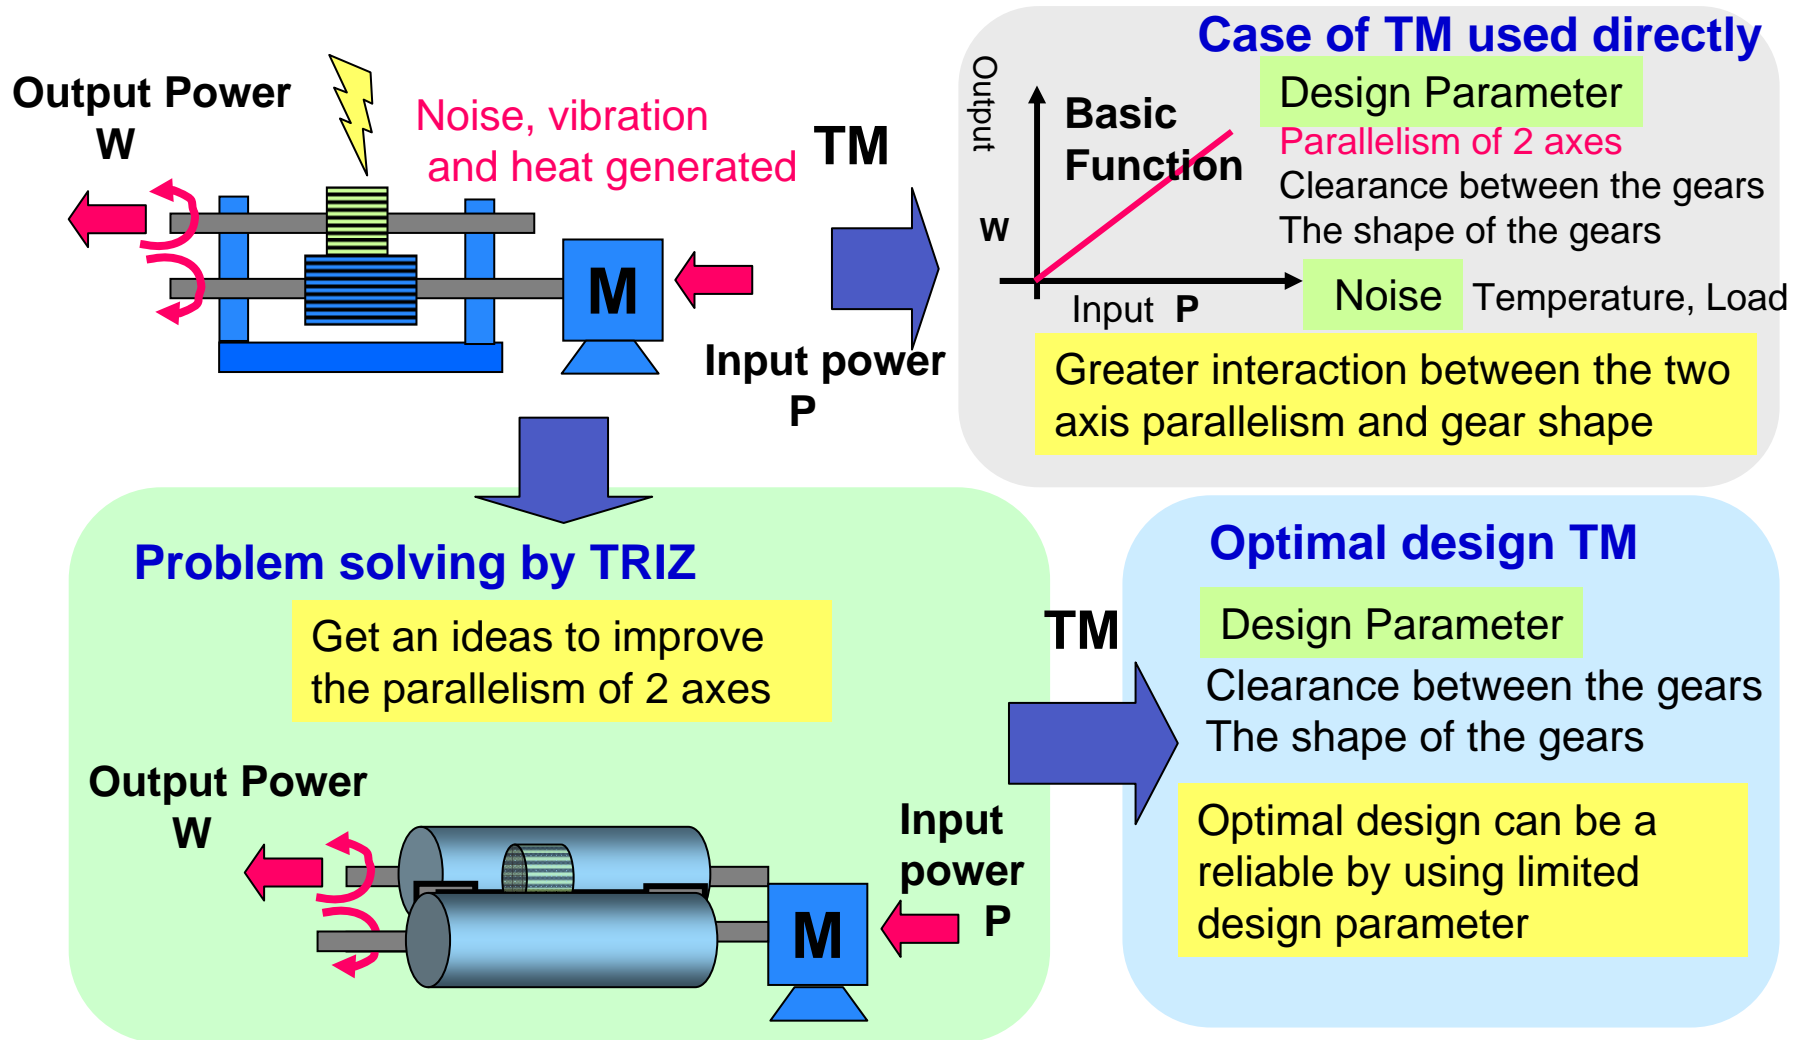 Output Power
W
Noise, vibration
and heat generated
M
Input power
P
TM
Case of TM used directly
Output
W
Basic
Function
Input P
Design Parameter
Parallelism of 2 axes
Clearance between the gears
The shape of the gears
Noise Temperature, Load
Greater interaction between the two
axis parallelism and gear shape
Problem solving by TRIZ
Get an ideas to improve
the parallelism of 2 axes
Output Power
W
M
Input
power
P
TM
Optimal design TM
Design Parameter
Clearance between the gears
The shape of the gears
Optimal design can be a
reliable by using limited
design parameter